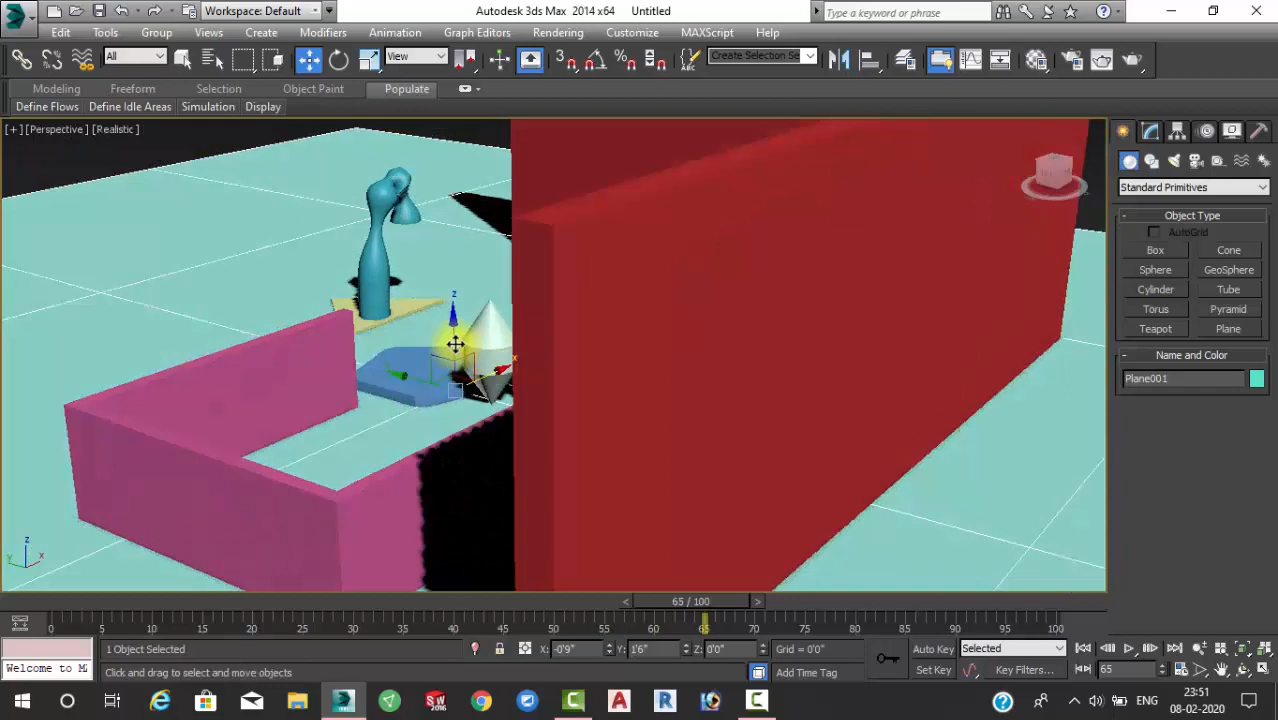 Workspace: Default
Autodesk 3ds Max 2014 x64 Untitled
Type a keyword or phrase
Edit Tools Group Views Create Modifiers Animation Graph Editors Rendering Customize MAXScript Help
All View Create Selection Se
Modeling Freeform Selection Object Paint Populate
Define Flows Define Idle Areas Simulation Display
[+] [Perspective] [Realistic]
Standard Primitives
- Object Type
AutoGrid
Box Cone
Sphere GeoSphere
Cylinder Tube
Torus Pyramid
Teapot Plane
- Name and Color
Plane001
z
x
z
y x
< 65 / 100 >
0 5 10 15 20 25 30 35 40 45 50 55 60 65 70 75 80 85 90 95 100
1 Object Selected X: -0'9" Y: 1'6" Z: 0'0" Grid = 0'0" Auto Key Selected
Welcome to M Click and drag to select and move objects Add Time Tag Set Key Key Filters... 65
ENG 23:51
08-02-2020